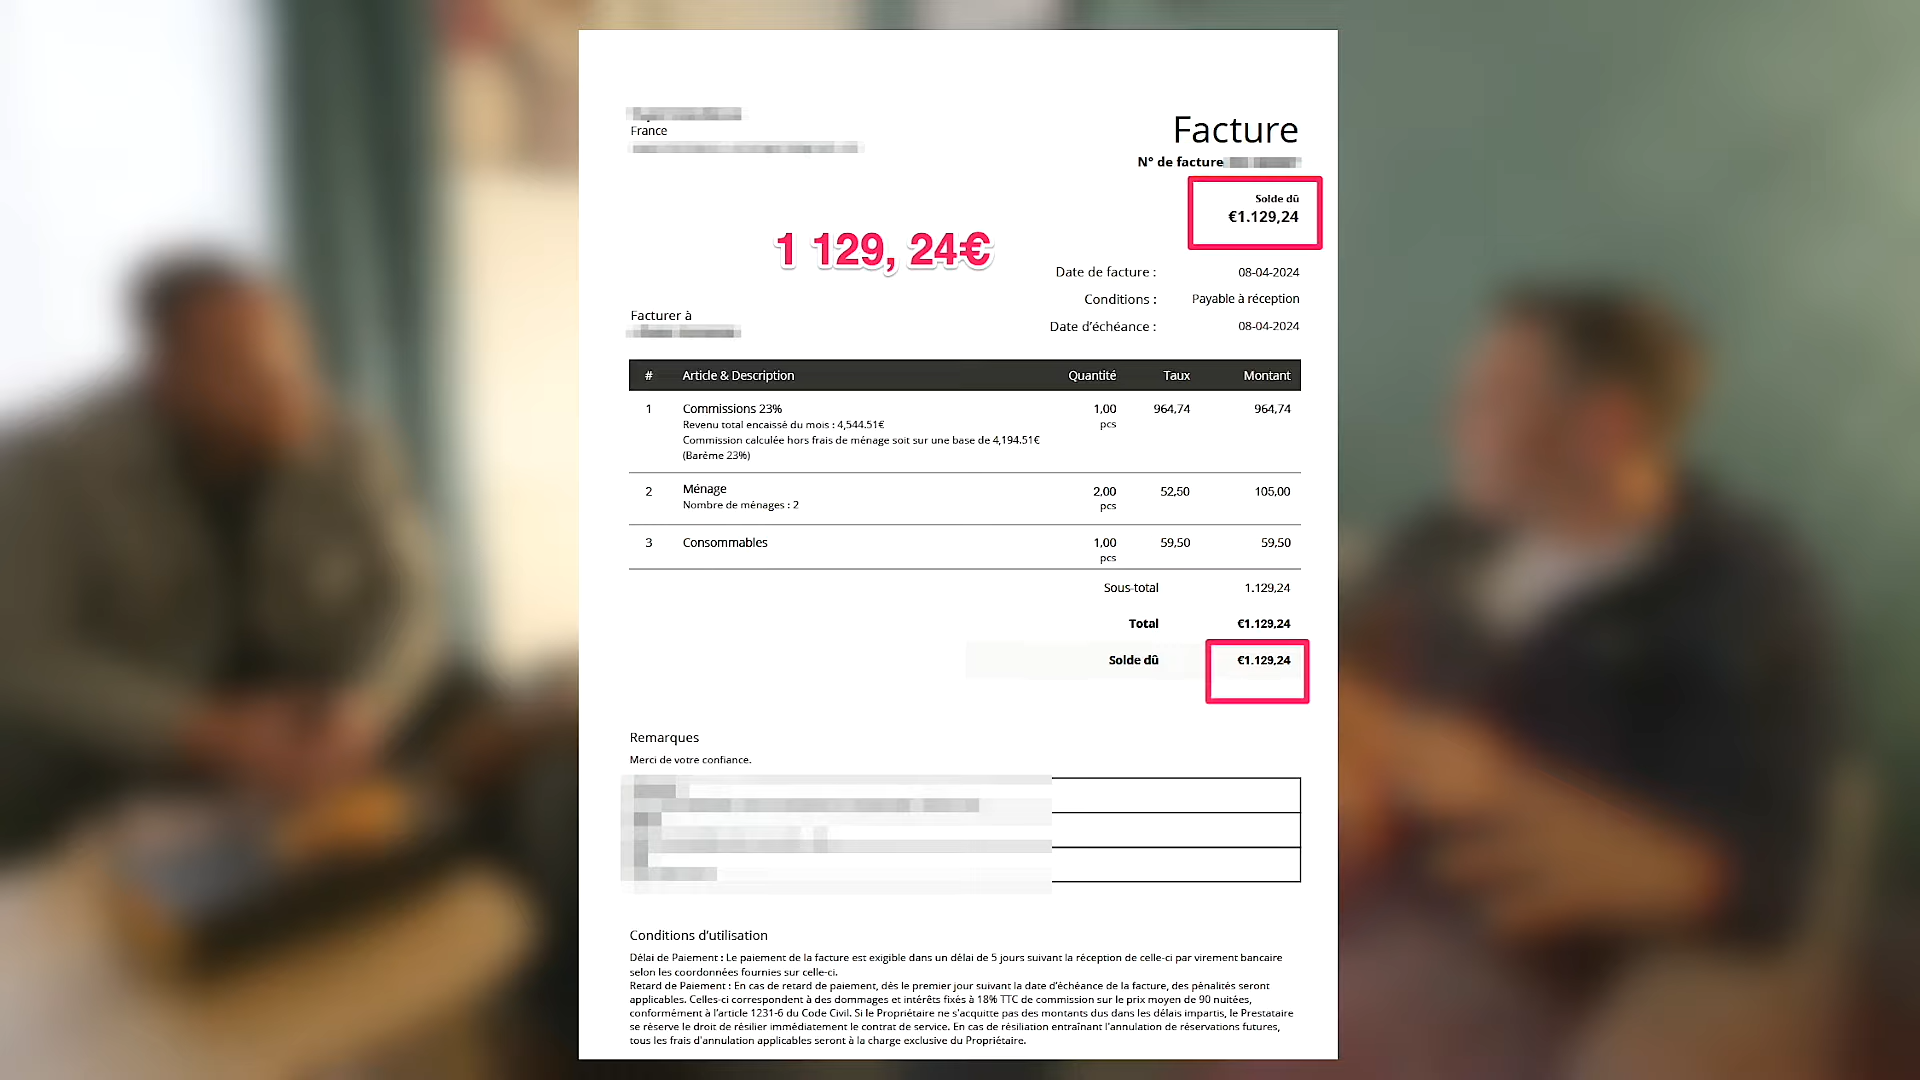 France
Facture
N° de facture
Solde dû
€1.129,24
1 129, 24€
Date de facture : 08-04-2024
Conditions : Payable à réception
Date d'échéance : 08-04-2024
Facturer à
# Article & Description Quantité Taux Montant
1 Commissions 23% 1,00 964,74 964,74
Revenu total encaissé du mois : 4,544.51€ pcs
Commission calculée hors frais de ménage soit sur une base de 4,194.51€
(Barème 23%)
2 Ménage 2,00 52,50 105,00
Nombre de ménages : 2 pcs
3 Consommables 1,00 59,50 59,50
pcs
Sous-total 1.129,24
Total €1.129,24
Solde dû €1.129,24
Remarques
Merci de votre confiance.
Conditions d'utilisation
Délai de Paiement : Le paiement de la facture est exigible dans un délai de 5 jours suivant la réception de celle-ci par virement bancaire
selon les coordonnées fournies sur celle-ci.
Retard de Paiement : En cas de retard de paiement, dès le premier jour suivant la date d'échéance de la facture, des pénalités seront
applicables. Celles-ci correspondent à des dommages et intérêts fixés à 18% TTC de commission sur le prix moyen de 90 nuitées,
conformément à l'article 1231-6 du Code Civil. Si le Propriétaire ne s'acquitte pas des montants dus dans les délais impartis, le Prestataire
se réserve le droit de résilier immédiatement le contrat de service. En cas de résiliation entraînant l'annulation de réservations futures,
tous les frais d'annulation applicables seront à la charge exclusive du Propriétaire.